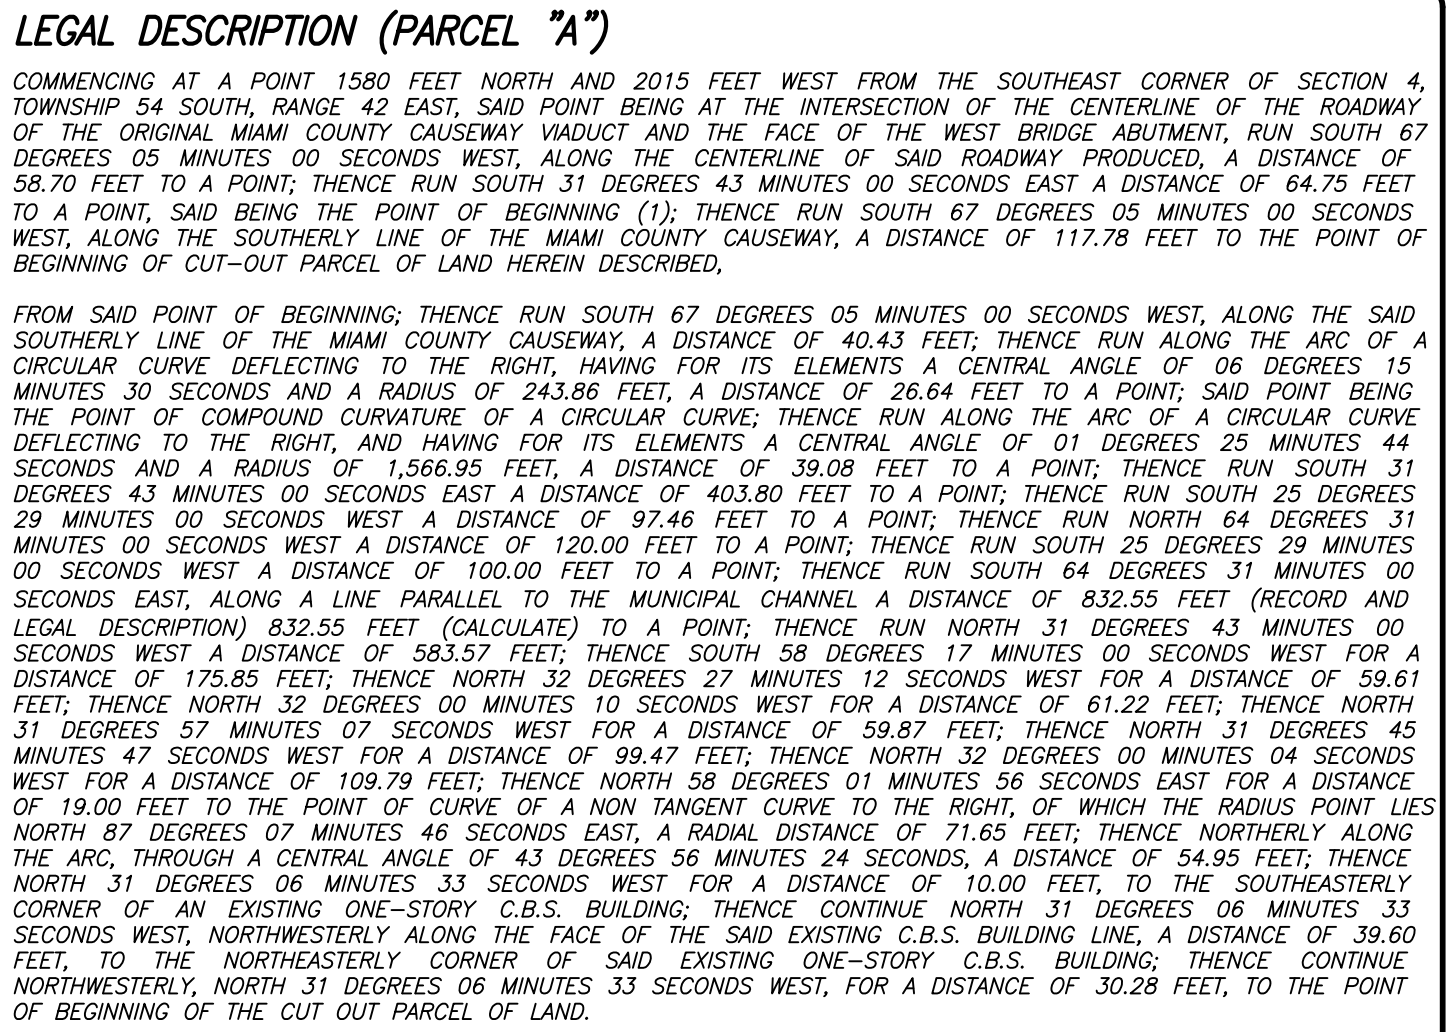 LEGAL DESCRIPTION (PARCEL "A")
COMMENCING AT A POINT 1580 FEET NORTH AND 2015 FEET WEST FROM THE SOUTHEAST CORNER OF SECTION 4,
TOWNSHIP 54 SOUTH, RANGE 42 EAST, SAID POINT BEING AT THE INTERSECTION OF THE CENTERLINE OF THE ROADWAY
OF THE ORIGINAL MIAMI COUNTY CAUSEWAY VIADUCT AND THE FACE OF THE WEST BRIDGE ABUTMENT, RUN SOUTH 67
DEGREES 05 MINUTES 00 SECONDS WEST, ALONG THE CENTERLINE OF SAID ROADWAY PRODUCED, A DISTANCE OF
58.70 FEET TO A POINT; THENCE RUN SOUTH 31 DEGREES 43 MINUTES 00 SECONDS EAST A DISTANCE OF 64.75 FEET
TO A POINT, SAID BEING THE POINT OF BEGINNING (1); THENCE RUN SOUTH 67 DEGREES 05 MINUTES 00 SECONDS
WEST, ALONG THE SOUTHERLY LINE OF THE MIAMI COUNTY CAUSEWAY, A DISTANCE OF 117.78 FEET TO THE POINT OF
BEGINNING OF CUT-OUT PARCEL OF LAND HEREIN DESCRIBED,
FROM SAID POINT OF BEGINNING; THENCE RUN SOUTH 67 DEGREES 05 MINUTES 00 SECONDS WEST, ALONG THE SAID
SOUTHERLY LINE OF THE MIAMI COUNTY CAUSEWAY, A DISTANCE OF 40.43 FEET; THENCE RUN ALONG THE ARC OF A
CIRCULAR CURVE DEFLECTING TO THE RIGHT, HAVING FOR ITS ELEMENTS A CENTRAL ANGLE OF 06 DEGREES 15
MINUTES 30 SECONDS AND A RADIUS OF 243.86 FEET, A DISTANCE OF 26.64 FEET TO A POINT; SAID POINT BEING
THE POINT OF COMPOUND CURVATURE OF A CIRCULAR CURVE; THENCE RUN ALONG THE ARC OF A CIRCULAR CURVE
DEFLECTING TO THE RIGHT, AND HAVING FOR ITS ELEMENTS A CENTRAL ANGLE OF 01 DEGREES 25 MINUTES 44
SECONDS AND A RADIUS OF 1,566.95 FEET, A DISTANCE OF 39.08 FEET TO A POINT; THENCE RUN SOUTH 31
DEGREES 43 MINUTES 00 SECONDS EAST A DISTANCE OF 403.80 FEET TO A POINT; THENCE RUN SOUTH 25 DEGREES
29 MINUTES 00 SECONDS WEST A DISTANCE OF 97.46 FEET TO A POINT; THENCE RUN NORTH 64 DEGREES 31
MINUTES 00 SECONDS WEST A DISTANCE OF 120.00 FEET TO A POINT; THENCE RUN SOUTH 25 DEGREES 29 MINUTES
00 SECONDS WEST A DISTANCE OF 100.00 FEET TO A POINT; THENCE RUN SOUTH 64 DEGREES 31 MINUTES 00
SECONDS EAST, ALONG A LINE PARALLEL TO THE MUNICIPAL CHANNEL A DISTANCE OF 832.55 FEET (RECORD AND
LEGAL DESCRIPTION) 832.55 FEET (CALCULATE) TO A POINT; THENCE RUN NORTH 31 DEGREES 43 MINUTES 00
SECONDS WEST A DISTANCE OF 583.57 FEET; THENCE SOUTH 58 DEGREES 17 MINUTES 00 SECONDS WEST FOR A
DISTANCE OF 175.85 FEET; THENCE NORTH 32 DEGREES 27 MINUTES 12 SECONDS WEST FOR A DISTANCE OF 59.61
FEET; THENCE NORTH 32 DEGREES 00 MINUTES 10 SECONDS WEST FOR A DISTANCE OF 61.22 FEET; THENCE NORTH
31 DEGREES 57 MINUTES 07 SECONDS WEST FOR A DISTANCE OF 59.87 FEET; THENCE NORTH 31 DEGREES 45
MINUTES 47 SECONDS WEST FOR A DISTANCE OF 99.47 FEET; THENCE NORTH 32 DEGREES 00 MINUTES 04 SECONDS
WEST FOR A DISTANCE OF 109.79 FEET; THENCE NORTH 58 DEGREES 01 MINUTES 56 SECONDS EAST FOR A DISTANCE
OF 19.00 FEET TO THE POINT OF CURVE OF A NON TANGENT CURVE TO THE RIGHT, OF WHICH THE RADIUS POINT LIES
NORTH 87 DEGREES 07 MINUTES 46 SECONDS EAST, A RADIAL DISTANCE OF 71.65 FEET; THENCE NORTHERLY ALONG
THE ARC, THROUGH A CENTRAL ANGLE OF 43 DEGREES 56 MINUTES 24 SECONDS, A DISTANCE OF 54.95 FEET; THENCE
NORTH 31 DEGREES 06 MINUTES 33 SECONDS WEST FOR A DISTANCE OF 10.00 FEET, TO THE SOUTHEASTERLY
CORNER OF AN EXISTING ONE-STORY C.B.S. BUILDING; THENCE CONTINUE NORTH 31 DEGREES 06 MINUTES 33
SECONDS WEST, NORTHWESTERLY ALONG THE FACE OF THE SAID EXISTING C.B.S. BUILDING LINE, A DISTANCE OF 39.60
FEET, TO THE NORTHEASTERLY CORNER OF SAID EXISTING ONE-STORY C.B.S. BUILDING; THENCE CONTINUE
NORTHWESTERLY, NORTH 31 DEGREES 06 MINUTES 33 SECONDS WEST, FOR A DISTANCE OF 30.28 FEET, TO THE POINT
OF BEGINNING OF THE CUT OUT PARCEL OF LAND.